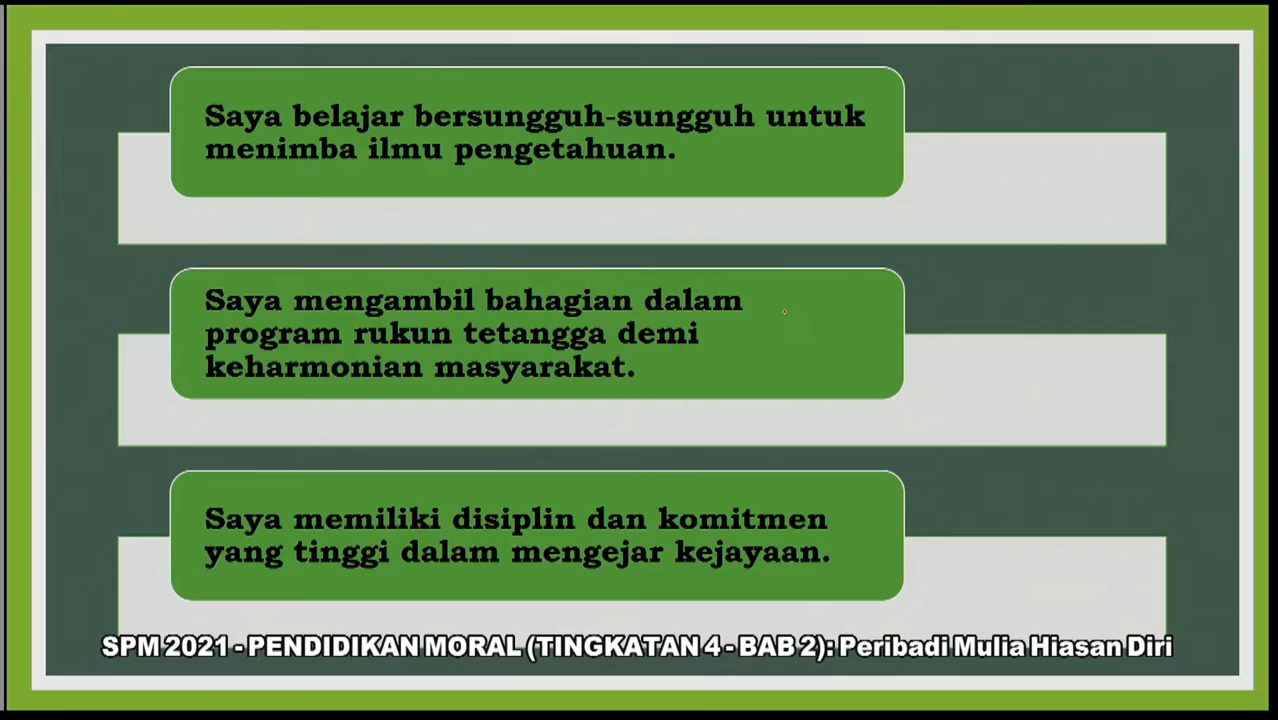 Saya belajar bersungguh-sungguh untuk
menimba ilmu pengetahuan.
Saya mengambil bahagian dalam
program rukun tetangga demi
keharmonian masyarakat.
Saya memiliki disiplin dan komitmen
yang tinggi dalam mengejar kejayaan.
SPM 2021 - PENDIDIKAN MORAL (TINGKATAN 4 - BAB 2): Peribadi Mulia Hiasan Diri